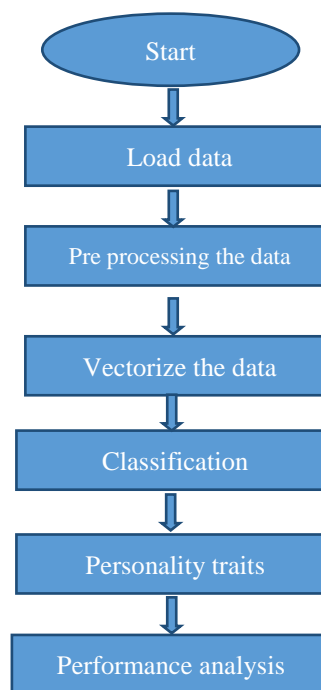 Start
Load data
Pre processing the data
Vectorize the data
Classification
Personality traits
Performance analysis